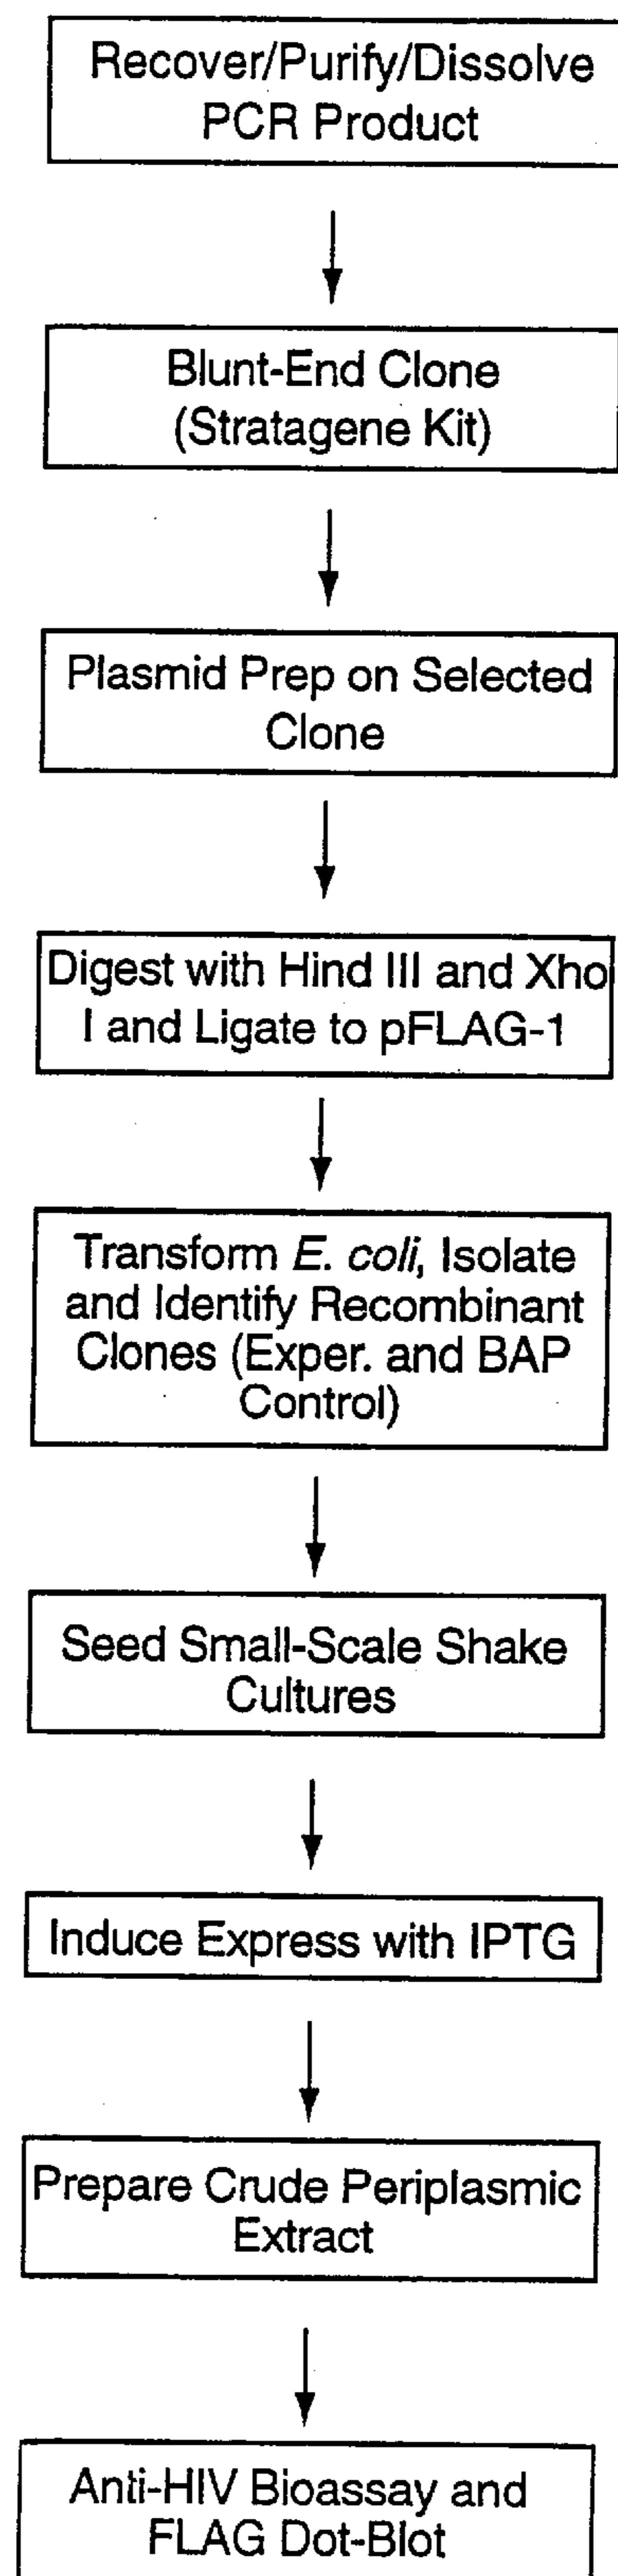 Recover/Purify/Dissolve
PCR Product
Blunt-End Clone
(Stratagene Kit)
Plasmid Prep on Selected
Clone
Digest with Hind III and Xho
I and Ligate to pFLAG-1
Transform E. coli, Isolate
and Identify Recombinant
Clones (Exper. and BAP
Control)
Seed Small-Scale Shake
Cultures
Induce Express with IPTG
Prepare Crude Periplasmic
Extract
Anti-HIV Bioassay and
FLAG Dot-Blot